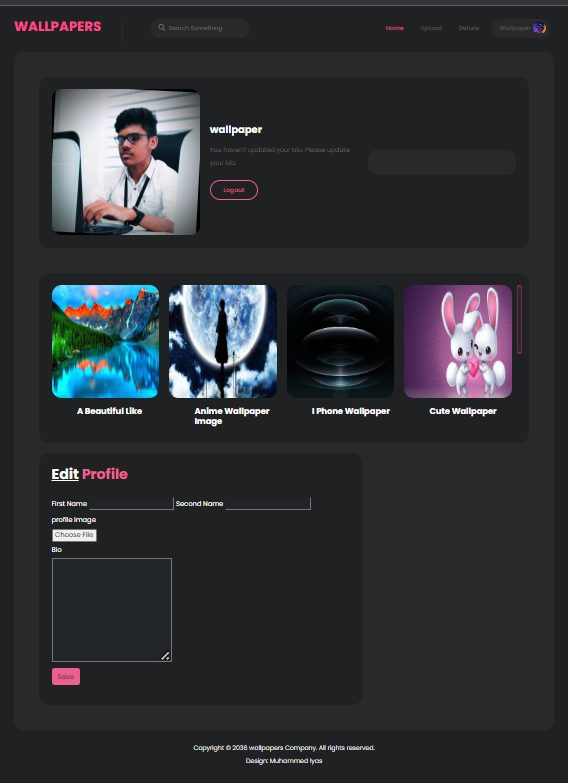 WALLPAPERS
Search Something
Home
Upload
Details
Wallpaper
wallpaper
You haven't updated your bio. Please update
your bio.
Logout
A Beautiful Like
Anime Wallpaper
Image
I Phone Wallpaper
Cute Wallpaper
Edit Profile
First Name
Second Name
profile Image
Choose File
Bio
Save
Copyright © 2036 wallpapers Company. All rights reserved.
Design: Muhammed Iyas